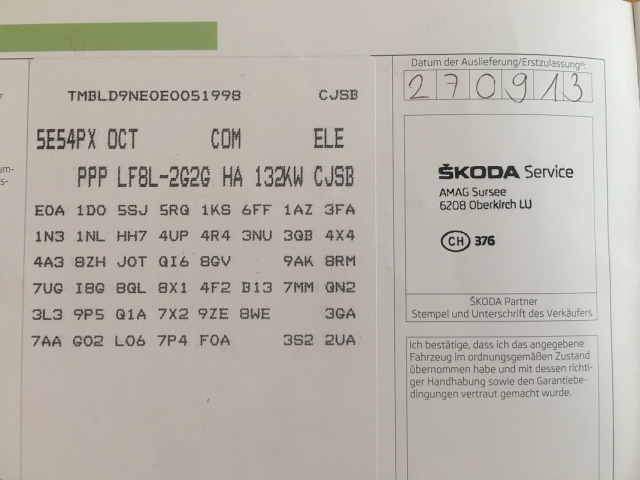 TMBLD9NE0E0051998 CJSB
5E54PX OCT COM ELE
PPP LF8L-2G2G HA 132KW CJSB
E0A 1D0 5SJ 5RQ 1KS 6FF 1AZ 3FA
1N3 1NL HH7 4UP 4R4 3NU 3QB 4X4
4A3 8ZH J0T QI6 8GV 9AK 8RM
7UG I8G 8QL 8X1 4F2 B13 7MM QN2
3L3 9P5 Q1A 7X2 9ZE 8WE 3GA
7AA G02 L06 7P4 F0A 3S2 2UA
Datum der Auslieferung/Erstzulassung
270913
ŠKODA Service
AMAG Sursee
6208 Oberkirch LU
CH 376
ŠKODA Partner
Stempel und Unterschrift des Verkäufers
Ich bestätige, dass ich das angegebene
Fahrzeug im ordnungsgemäßen Zustand
übernommen habe und mit dessen richti-
ger Handhabung sowie den Garantiebe-
dingungen vertraut gemacht wurde.